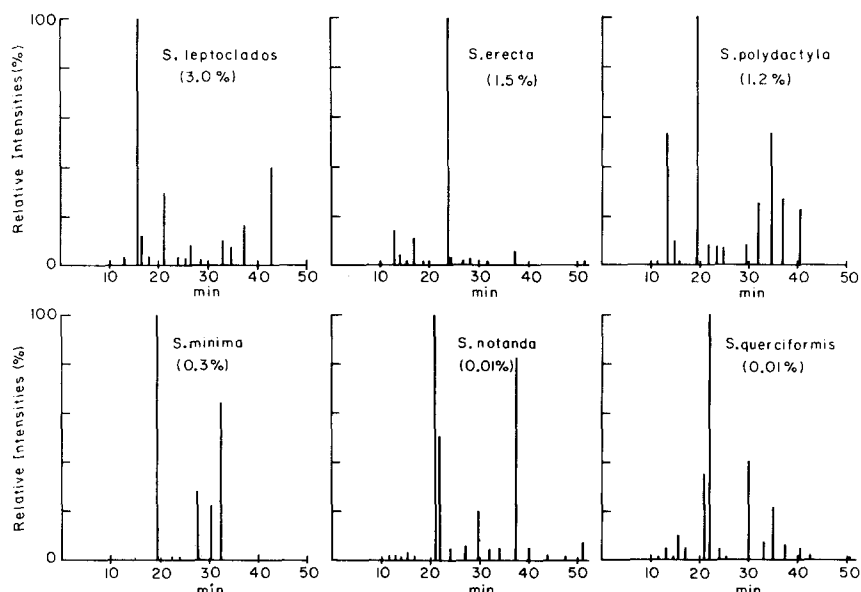 100
S. leptoclados
(3.0%)
Relative Intensities (%)
0
10 20 30 40 50
min
S. erecta
(1.5%)
10 20 30 40 50
min
S. polydactyla
(1.2%)
10 20 30 40 50
min
100
S. minima
(0.3%)
Relative Intensities (%)
0
10 20 30 40 50
min
S. notanda
(0.01%)
10 20 30 40 50
min
S. querciformis
(0.01%)
10 20 30 40 50
min